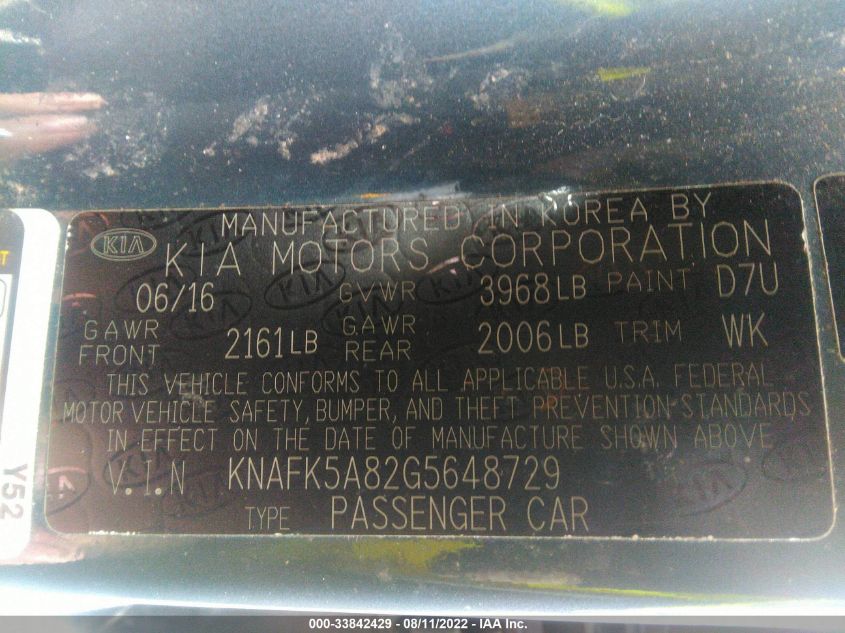 MANUFACTURED IN KOREA BY
KIA KIA MOTORS CORPORATION
06/16 GVWR 3968LB PAINT D7U
GAWR FRONT 2161LB GAWR REAR 2006LB TRIM WK
THIS VEHICLE CONFORMS TO ALL APPLICABLE U.S.A. FEDERAL
MOTOR VEHICLE SAFETY, BUMPER, AND THEFT PREVENTION STANDARDS
IN EFFECT ON THE DATE OF MANUFACTURE SHOWN ABOVE
V.I.N KNAFK5A82G5648729
TYPE PASSENGER CAR
Y52
000-33842429 - 08/11/2022 - IAA Inc.